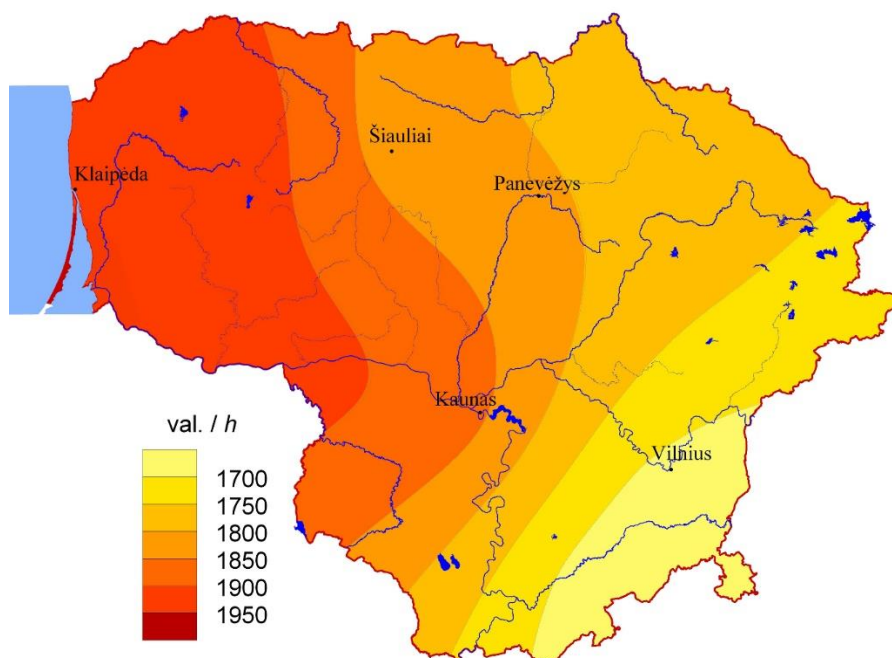 Šiauliai
Klaipėda
Panevėžys
Kaunas
Vilnius
val. / h
1700
1750
1800
1850
1900
1950